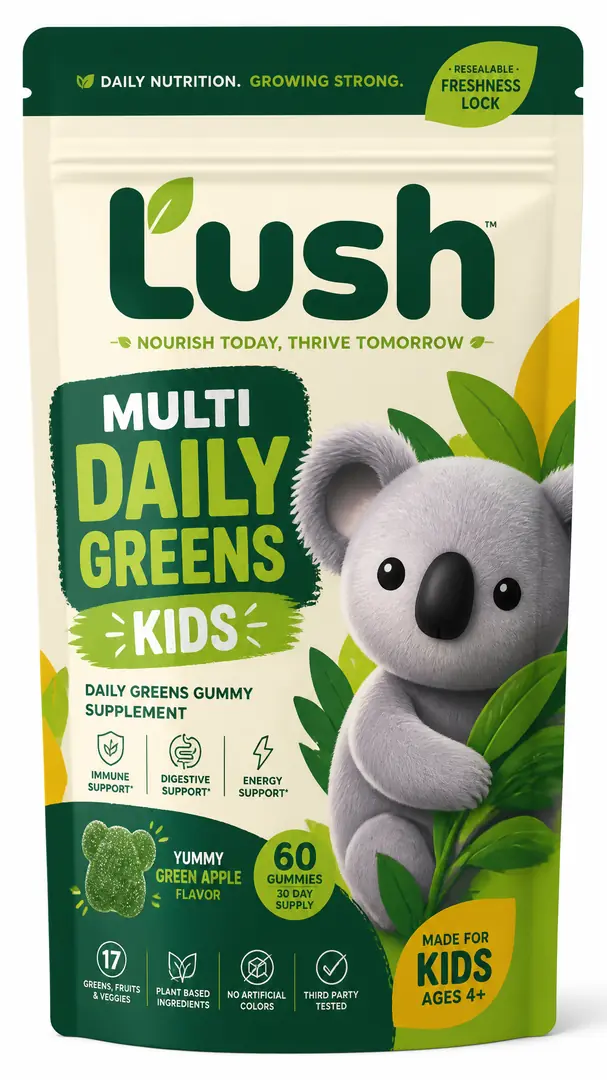 DAILY NUTRITION. GROWING STRONG.
• RESEALABLE •
FRESHNESS
LOCK
Lush™
NOURISH TODAY, THRIVE TOMORROW
MULTI
DAILY
GREENS
KIDS
DAILY GREENS GUMMY
SUPPLEMENT
IMMUNE
SUPPORT*
DIGESTIVE
SUPPORT*
ENERGY
SUPPORT*
YUMMY
GREEN APPLE
FLAVOR
60
GUMMIES
30 DAY
SUPPLY
17
GREENS, FRUITS
& VEGGIES
PLANT BASED
INGREDIENTS
NO ARTIFICIAL
COLORS
THIRD PARTY
TESTED
MADE FOR
KIDS
AGES 4+